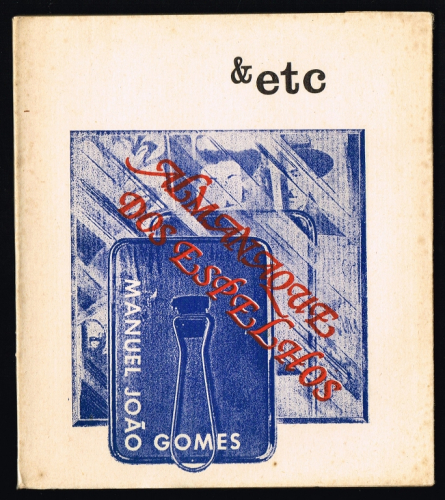 &etc
ALMANAQUE
DOS ESPELHOS
MANUEL JOÃO
GOMES